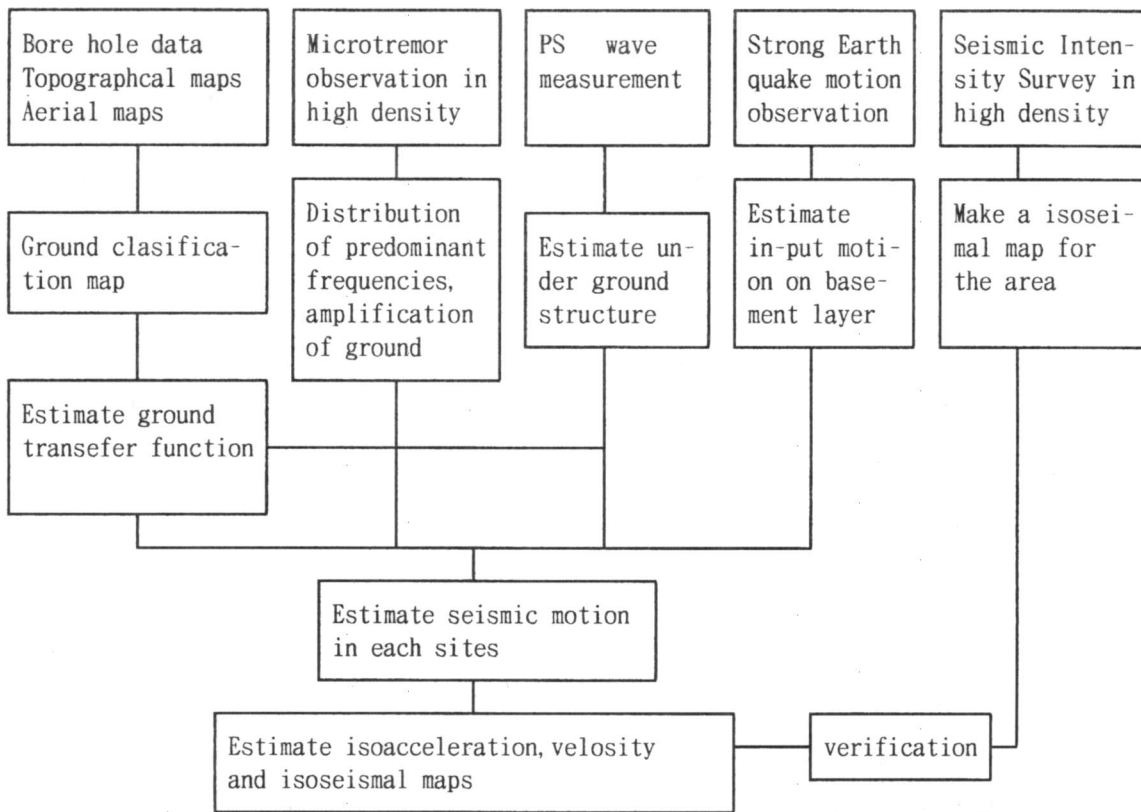 Bore hole data
Topographcal maps
Aerial maps
Microtremor
observation in
high density
PS wave
measurement
Strong Earth
quake motion
observation
Seismic Inten-
sity Survey in
high density
Ground clasifica-
tion map
Distribution
of predominant
frequencies,
amplification
of ground
Estimate un-
der ground
structure
Estimate
in-put moti-
on on base-
ment layer
Make a isosei-
mal map for
the area
Estimate ground
transefer function
Estimate seismic motion
in each sites
Estimate isoacceleration, velosity
and isoseismal maps
verification